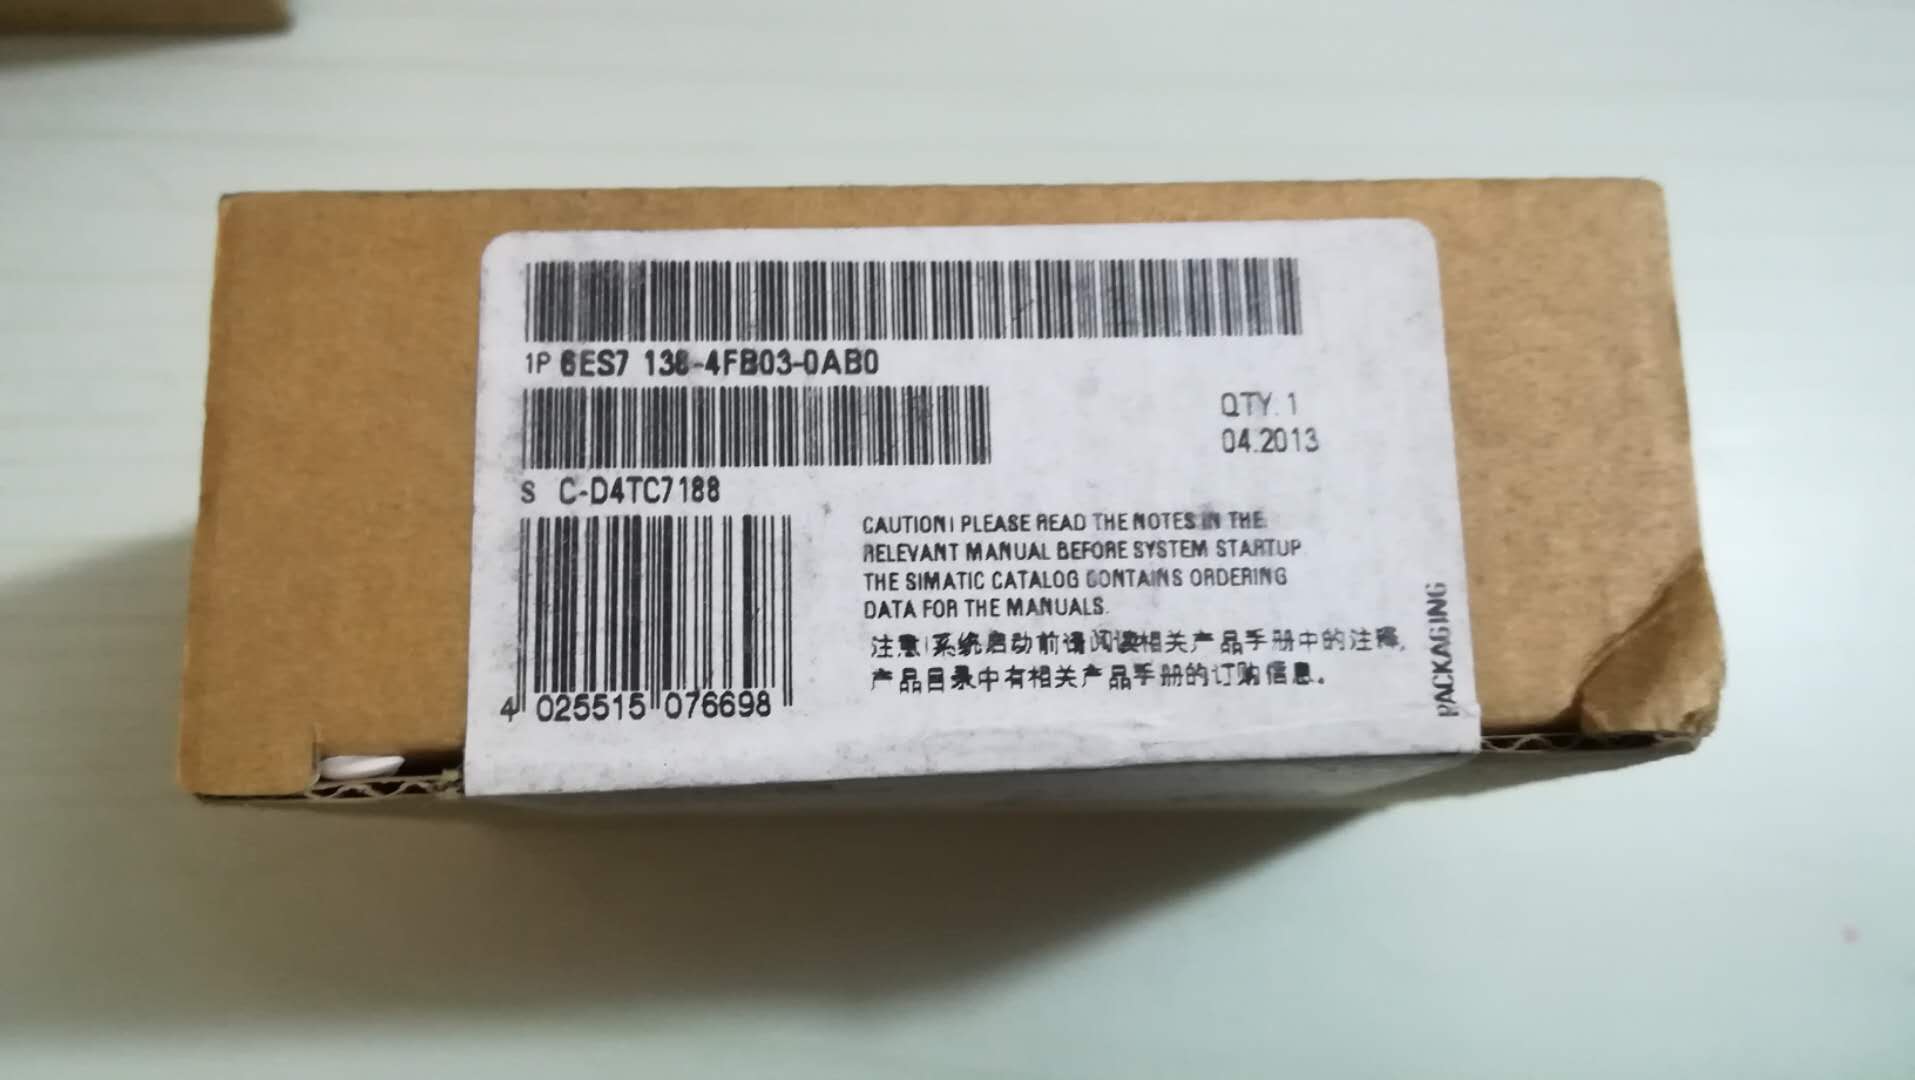 1P 6ES7 138-4FB03-0AB0
QTY. 1
04.2013
S C-D4TC7188
CAUTION! PLEASE READ THE NOTES IN THE
RELEVANT MANUAL BEFORE SYSTEM STARTUP
THE SIMATIC CATALOG CONTAINS ORDERING
DATA FOR THE MANUALS.
注意!系统启动前请阅读相关产品手册中的注释,
产品目录中有相关产品手册的订购信息。
4 025515 076698
PACKAGING